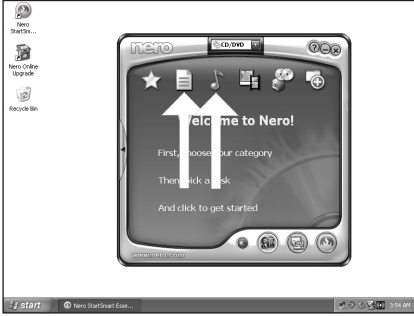 Nero
StartSm...
Nero Online
Upgrade
Recycle Bin
nero
CD/DVD
Welcome to Nero!
First, choose your category
Then pick a task
And click to get started
www.nero.com
start
Nero StartSmart Esse...
3:54 AM